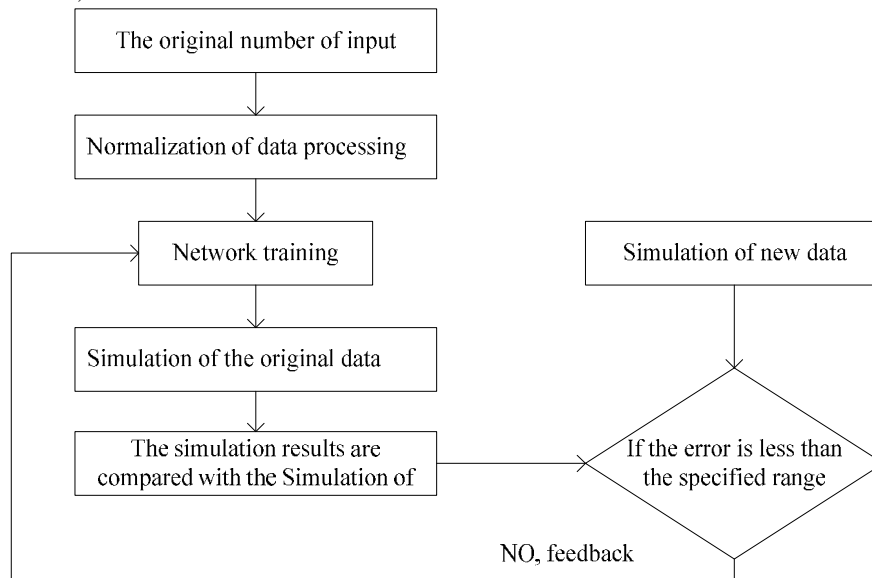 The original number of input
Normalization of data processing
Network training
Simulation of the original data
The simulation results are
compared with the Simulation of
Simulation of new data
If the error is less than
the specified range
NO, feedback